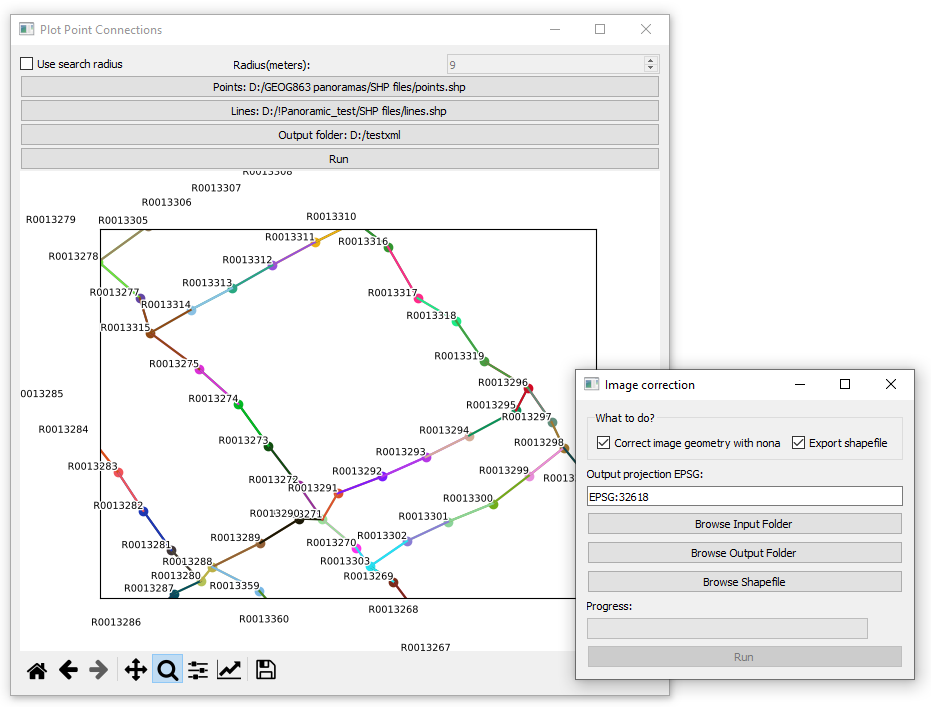 Plot Point Connections
Use search radius
Radius(meters):
9
Points: D:/GEOG863 panoramas/SHP files/points.shp
Lines: D:/!Panoramic_test/SHP files/lines.shp
Output folder: D:/testxml
Run
R0013308
R0013307
R0013306
R0013279
R0013305
R0013310
R0013311
R0013316
R0013278
R0013312
R0013313
R0013277
R0013314
R0013317
R0013318
R0013315
R0013319
R0013275
R0013296
0013285
R0013274
R0013295
R0013297
R0013284
R0013294
R0013273
R0013298
R0013293
R0013283
R0013292
R0013299
R0013272
R0013
R0013291
R0013300
R0013282
R0013290
3271
R0013301
R0013289
R0013302
R0013270
R0013281
R0013288
R0013303
R0013280
R0013269
R0013287
R0013359
R0013268
R0013286
R0013360
R0013267
Image correction
What to do?
Correct image geometry with nona
Export shapefile
Output projection EPSG:
EPSG:32618
Browse Input Folder
Browse Output Folder
Browse Shapefile
Progress:
Run